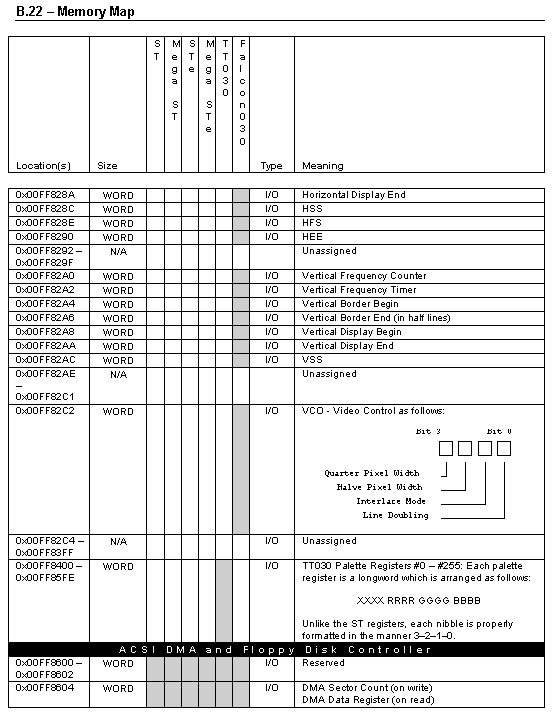 B.22 – Memory Map
Location(s) Size ST Mega ST STe Mega STe TT030 Falcon030 Type Meaning
0x00FF828A WORD I/O Horizontal Display End
0x00FF828C WORD I/O HSS
0x00FF828E WORD I/O HFS
0x00FF8290 WORD I/O HEE
0x00FF8292 – N/A Unassigned
0x00FF829F
0x00FF82A0 WORD I/O Vertical Frequency Counter
0x00FF82A2 WORD I/O Vertical Frequency Timer
0x00FF82A4 WORD I/O Vertical Border Begin
0x00FF82A6 WORD I/O Vertical Border End (in half lines)
0x00FF82A8 WORD I/O Vertical Display Begin
0x00FF82AA WORD I/O Vertical Display End
0x00FF82AC WORD I/O VSS
0x00FF82AE N/A I/O Unassigned
–
0x00FF82C1
0x00FF82C2 WORD I/O VCO - Video Control as follows:
Bit 3 Bit 0
Quarter Pixel Width
Halve Pixel Width
Interlace Mode
Line Doubling
0x00FF82C4 – N/A I/O Unassigned
0x00FF83FF
0x00FF8400 – WORD I/O TT030 Palette Registers #0 – #255: Each palette
0x00FF85FE register is a longword which is arranged as follows:
XXXX RRRR GGGG BBBB
Unlike the ST registers, each nibble is properly
formatted in the manner 3–2–1–0.
ACSI DMA and Floppy Disk Controller
0x00FF8600 – WORD I/O Reserved
0x00FF8602
0x00FF8604 WORD I/O DMA Sector Count (on write)
DMA Data Register (on read)